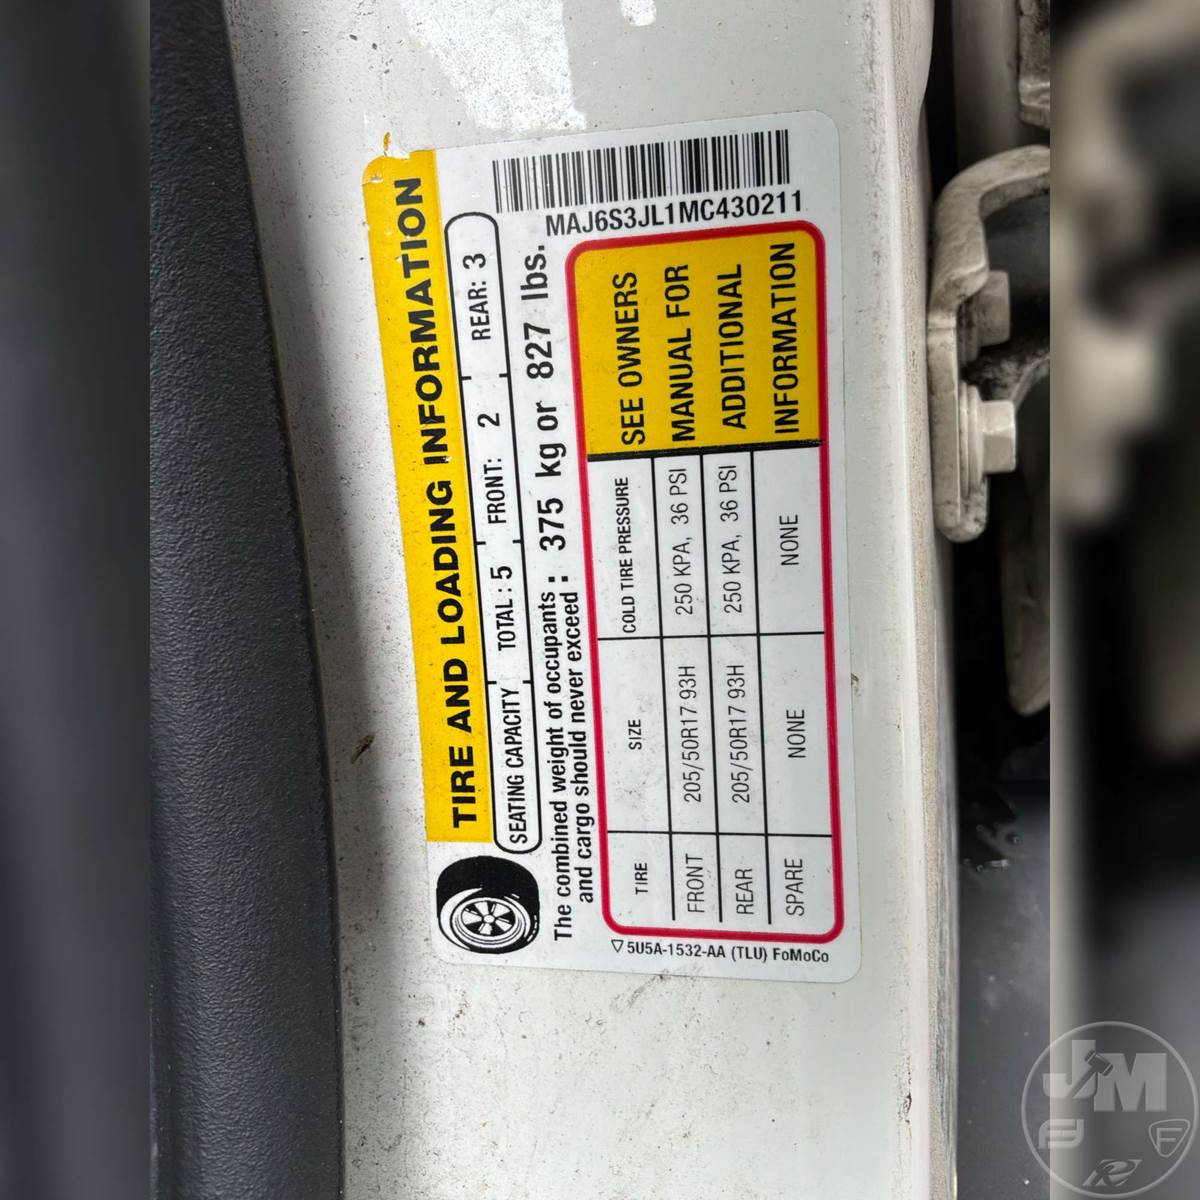 MAJ6S3JL1MC430211
TIRE AND LOADING INFORMATION
SEATING CAPACITY TOTAL : 5 FRONT: 2 REAR: 3
The combined weight of occupants
and cargo should never exceed : 375 kg or 827 lbs.
TIRE SIZE COLD TIRE PRESSURE SEE OWNERS
FRONT 205/50R17 93H 250 KPA, 36 PSI MANUAL FOR
REAR 205/50R17 93H 250 KPA, 36 PSI ADDITIONAL
SPARE NONE NONE INFORMATION
5U5A-1532-AA (TLU) FoMoCo
JM